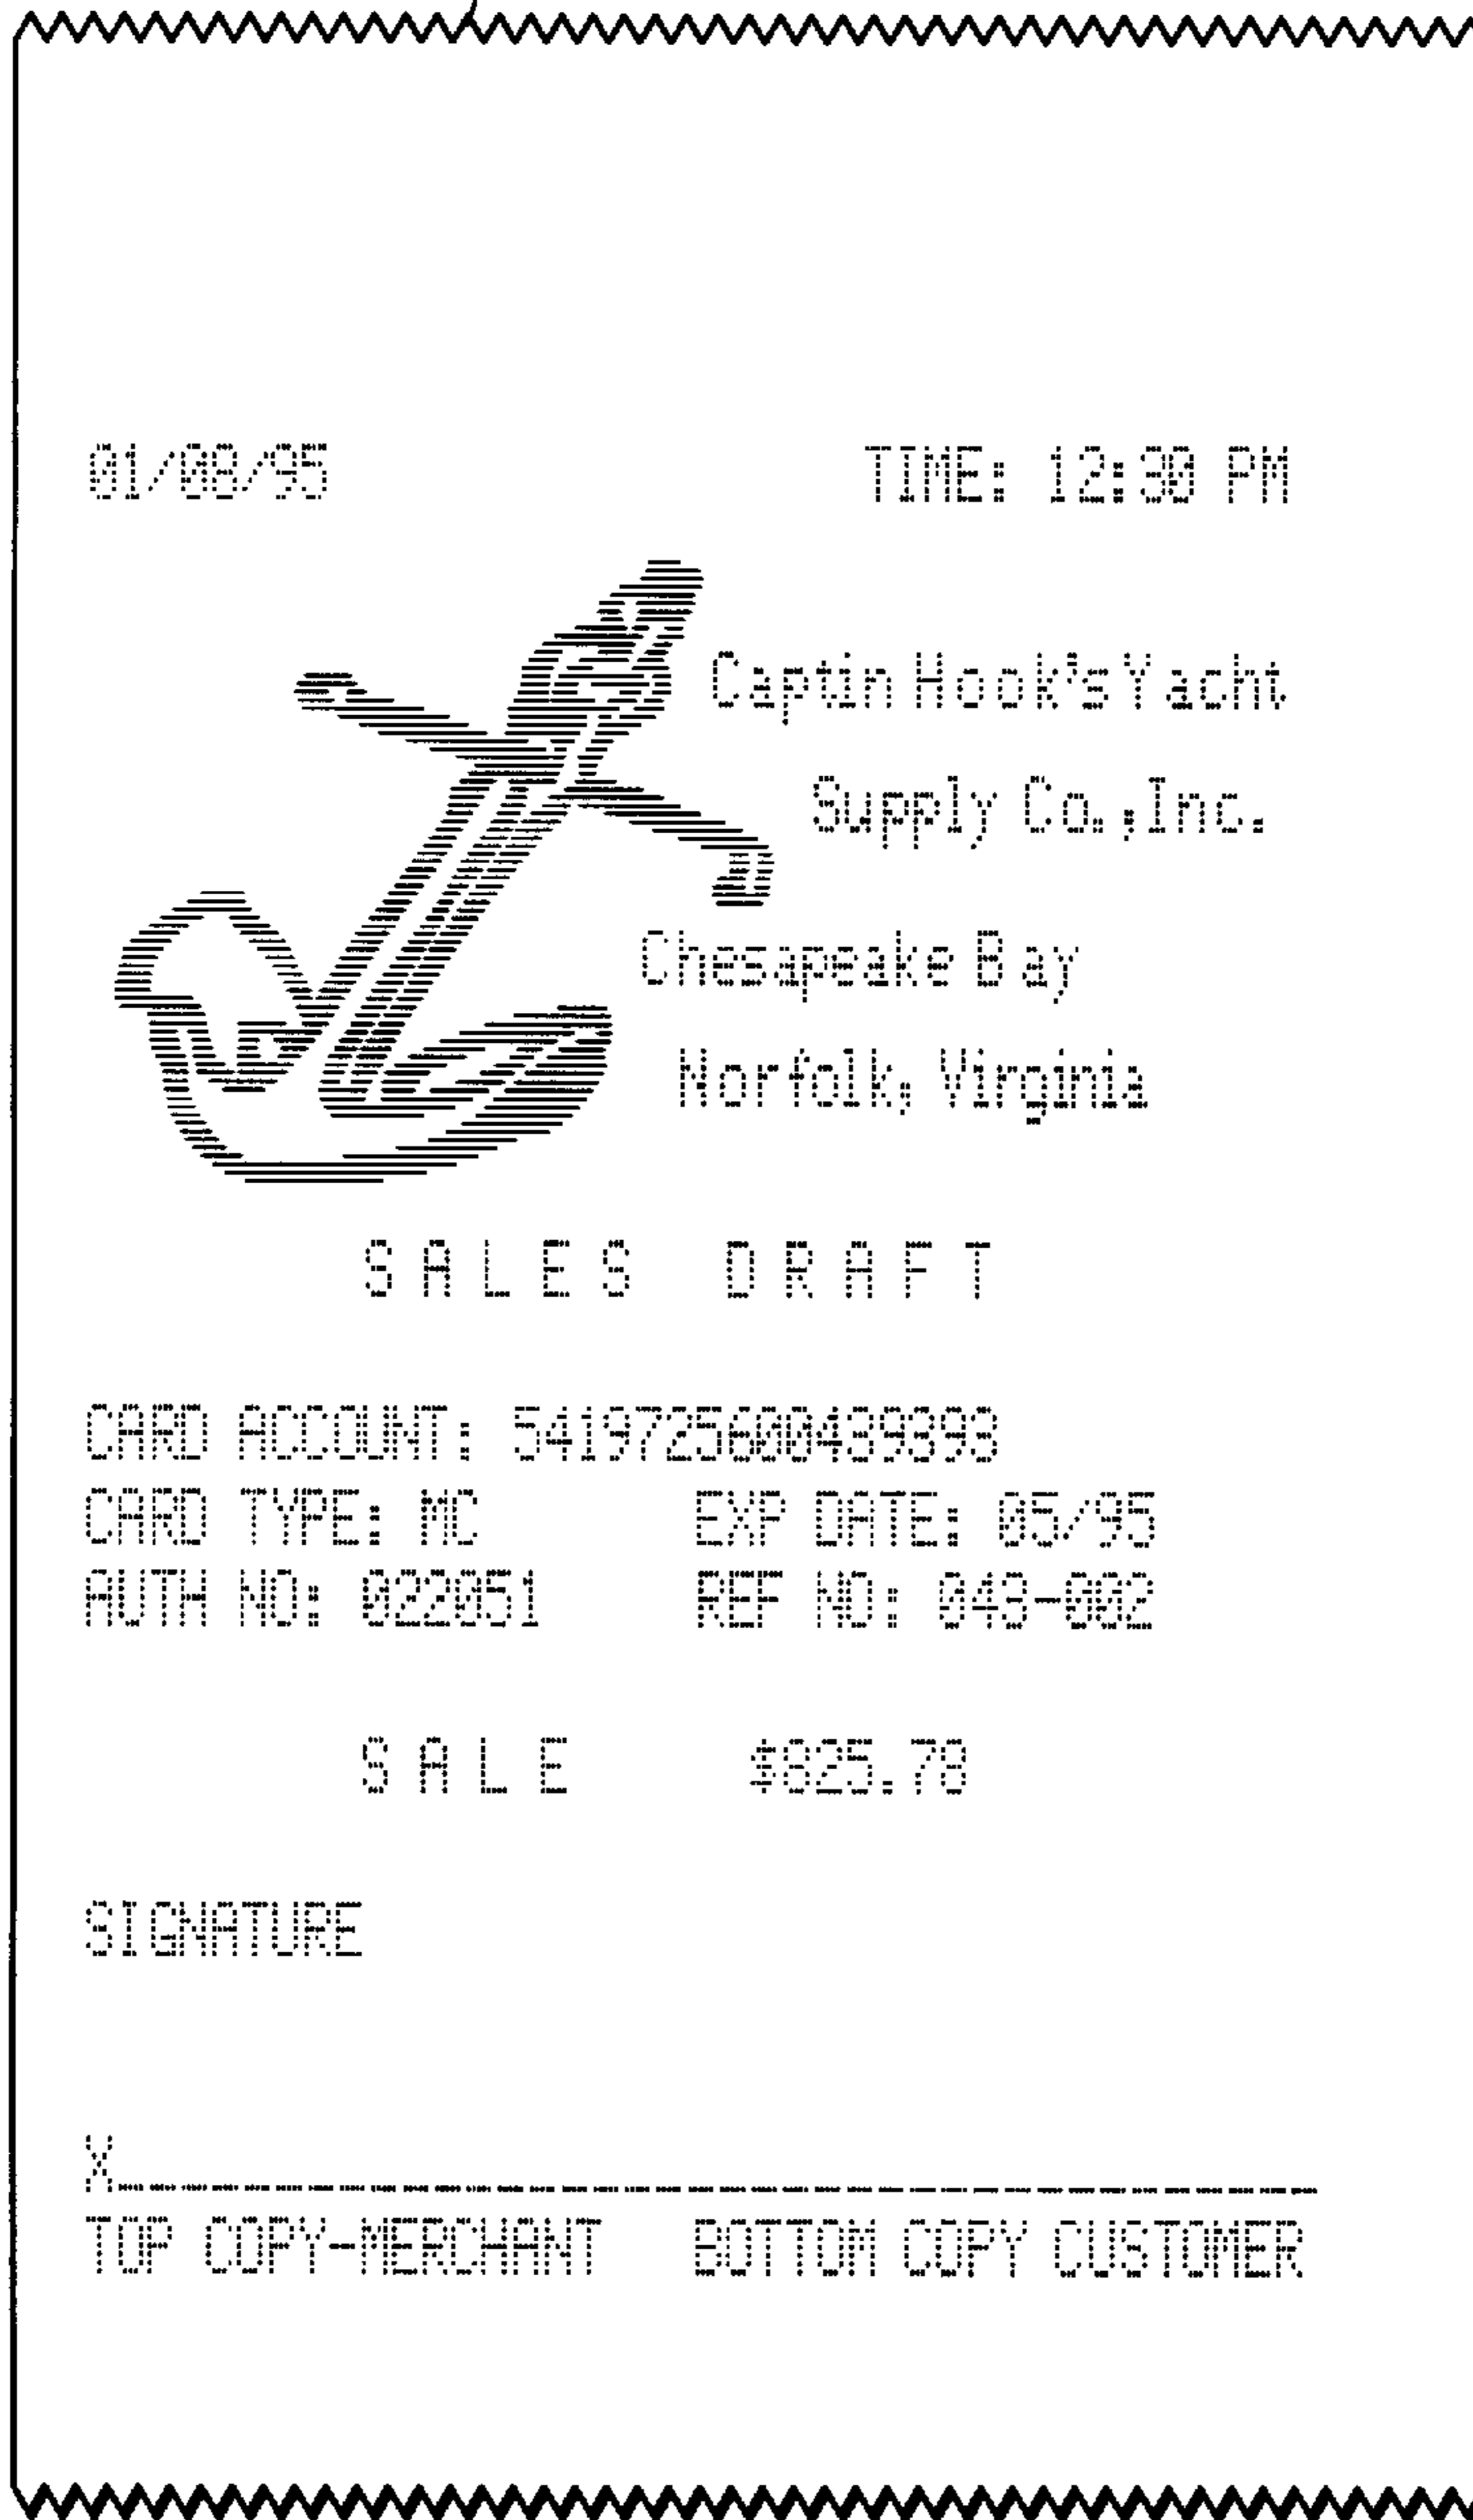 01/08/95 TIME: 12:30 PM
Captin Hook's Yacht
Supply Co.,Inc.
Chesapeake Bay
Norfolk, Virginia
SALES DRAFT
CARD ACCOUNT: 5419725600489393
CARD TYPE: MC EXP DATE: 05/95
AUTH NO: 022051 REF NO: 043-002
SALE $825.78
SIGNATURE
X
TOP COPY-MERCHANT BOTTOM COPY CUSTOMER